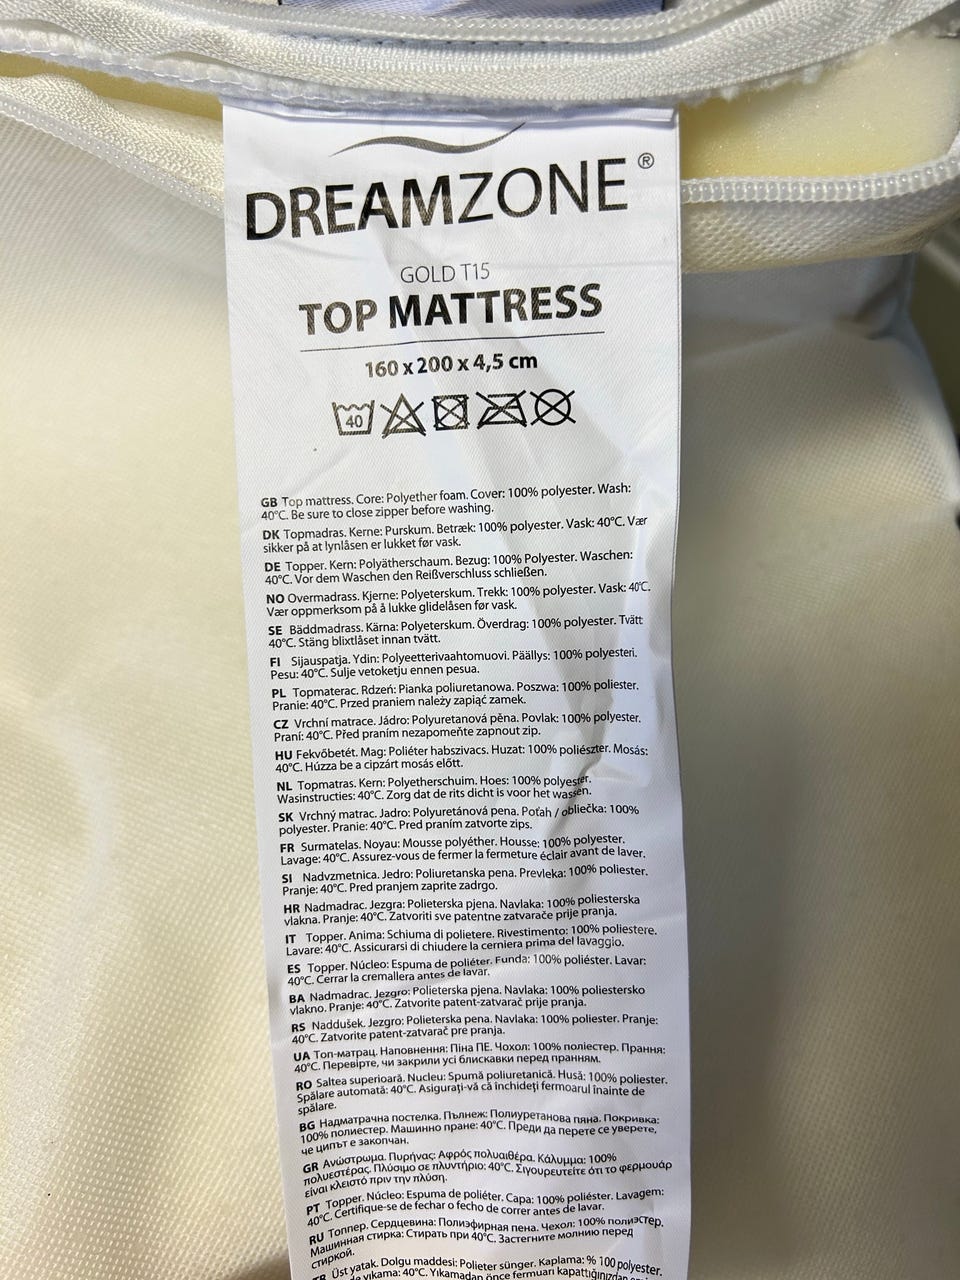 DREAMZONE®
GOLD T15
TOP MATTRESS
160 x 200 x 4,5 cm
40
GB Top mattress. Core: Polyether foam. Cover: 100% polyester. Wash:
40°C. Be sure to close zipper before washing.
DK Topmadras. Kerne: Purskum. Betræk: 100% polyester. Vask: 40°C. Vær
sikker på at lynlåsen er lukket før vask.
DE Topper. Kern: Polyätherschaum. Bezug: 100% Polyester. Waschen:
40°C. Vor dem Waschen den Reißverschluss schließen.
NO Overmadrass. Kjerne: Polyeterskum. Trekk: 100% polyester. Vask: 40°C.
Vær oppmerksom på å lukke glidelåsen før vask.
SE Bäddmadrass. Kärna: Polyeterskum. Överdrag: 100% polyester. Tvätt
40°C. Stäng blixtlåset innan tvätt.
FI Sijauspatja. Ydin: Polyeetterivaahtomuovi. Päällys: 100% polyesteri.
Pesu: 40°C. Sulje vetoketju ennen pesua.
PL Topmaterac. Rdzeń: Pianka poliuretanowa. Poszwa: 100% poliester.
Pranie: 40°C. Przed praniem należy zapiąć zamek.
CZ Vrchní matrace. Jádro: Polyuretanová pěna. Povlak: 100% polyester.
Praní: 40°C. Před praním nezapomeňte zapnout zip.
HU Fekvőbetét. Mag: Poliéter habszivacs. Huzat: 100% poliészter. Mosás:
40°C. Húzza be a cipzárt mosás előtt.
NL Topmatras. Kern: Polyetherschuim. Hoes: 100% polyester.
Wasinstructies: 40°C. Zorg dat de rits dicht is voor het wassen.
SK Vrchný matrac. Jadro: Polyuretánová pena. Poťah / obliečka: 100%
polyester. Pranie: 40°C. Pred praním zatvorte zips.
FR Surmatelas. Noyau: Mousse polyéther. Housse: 100% polyester.
Lavage: 40°C. Assurez-vous de fermer la fermeture éclair avant de laver.
SI Nadvzmetnica. Jedro: Poliuretanska pena. Prevleka: 100% poliester.
Pranje: 40°C. Pred pranjem zaprite zadrgo.
HR Nadmadrac. Jezgra: Polieterska pjena. Navlaka: 100% poliesterska
vlakna. Pranje: 40°C. Zatvoriti sve patentne zatvarače prije pranja.
IT Topper. Anima: Schiuma di polietere. Rivestimento: 100% poliestere.
Lavare: 40°C. Assicurarsi di chiudere la cerniera prima del lavaggio.
ES Topper. Núcleo: Espuma de poliéter. Funda: 100% poliéster. Lavar:
40°C. Cerrar la cremallera antes de lavar.
BA Nadmadrac. Jezgro: Polieterska pjena. Navlaka: 100% poliestersko
vlakno. Pranje: 40°C. Zatvorite patent-zatvarač prije pranja.
RS Naddušek. Jezgro: Polieterska pena. Navlaka: 100% poliester. Pranje:
40°C. Zatvorite patent-zatvarač pre pranja.
UA Топ-матрац. Наповнення: Піна ПЕ. Чохол: 100% поліестер. Прання:
40°C. Перевірте, чи закрили усі блискавки перед пранням.
RO Saltea superioară. Nucleu: Spumă poliuretanică. Husă: 100% poliester.
Spălare automată: 40°C. Asigurați-vă că închideți fermoarul înainte de
spălare.
BG Надматрачна постелка. Пълнеж: Полиуретанова пяна. Покривка:
100% полиестер. Машинно пране: 40°C. Преди да перете се уверете,
че ципът е закопчан.
GR Ανώστρωμα. Πυρήνας: Αφρός πολυαιθέρα. Κάλυμμα: 100%
πολυεστέρας. Πλύσιμο σε πλυντήριο: 40°C. Σιγουρευτείτε ότι το φερμουάρ
είναι κλειστό πριν την πλύση.
PT Topper. Núcleo: Espuma de poliéter. Capa: 100% poliéster. Lavagem:
40°C. Certifique-se de fechar o fecho de correr antes de lavar.
RU Топпер. Сердцевина: Полиэфирная пена. Чехол: 100% полиэстер.
Машинная стирка: Стирать при 40°C. Застегните молнию перед
стиркой.
TR Üst yatak. Dolgu maddesi: Polieter sünger. Kaplama: % 100 polyester.
yıkama: 40°C. Yıkamadan önce fermuarı kapattığınızdan